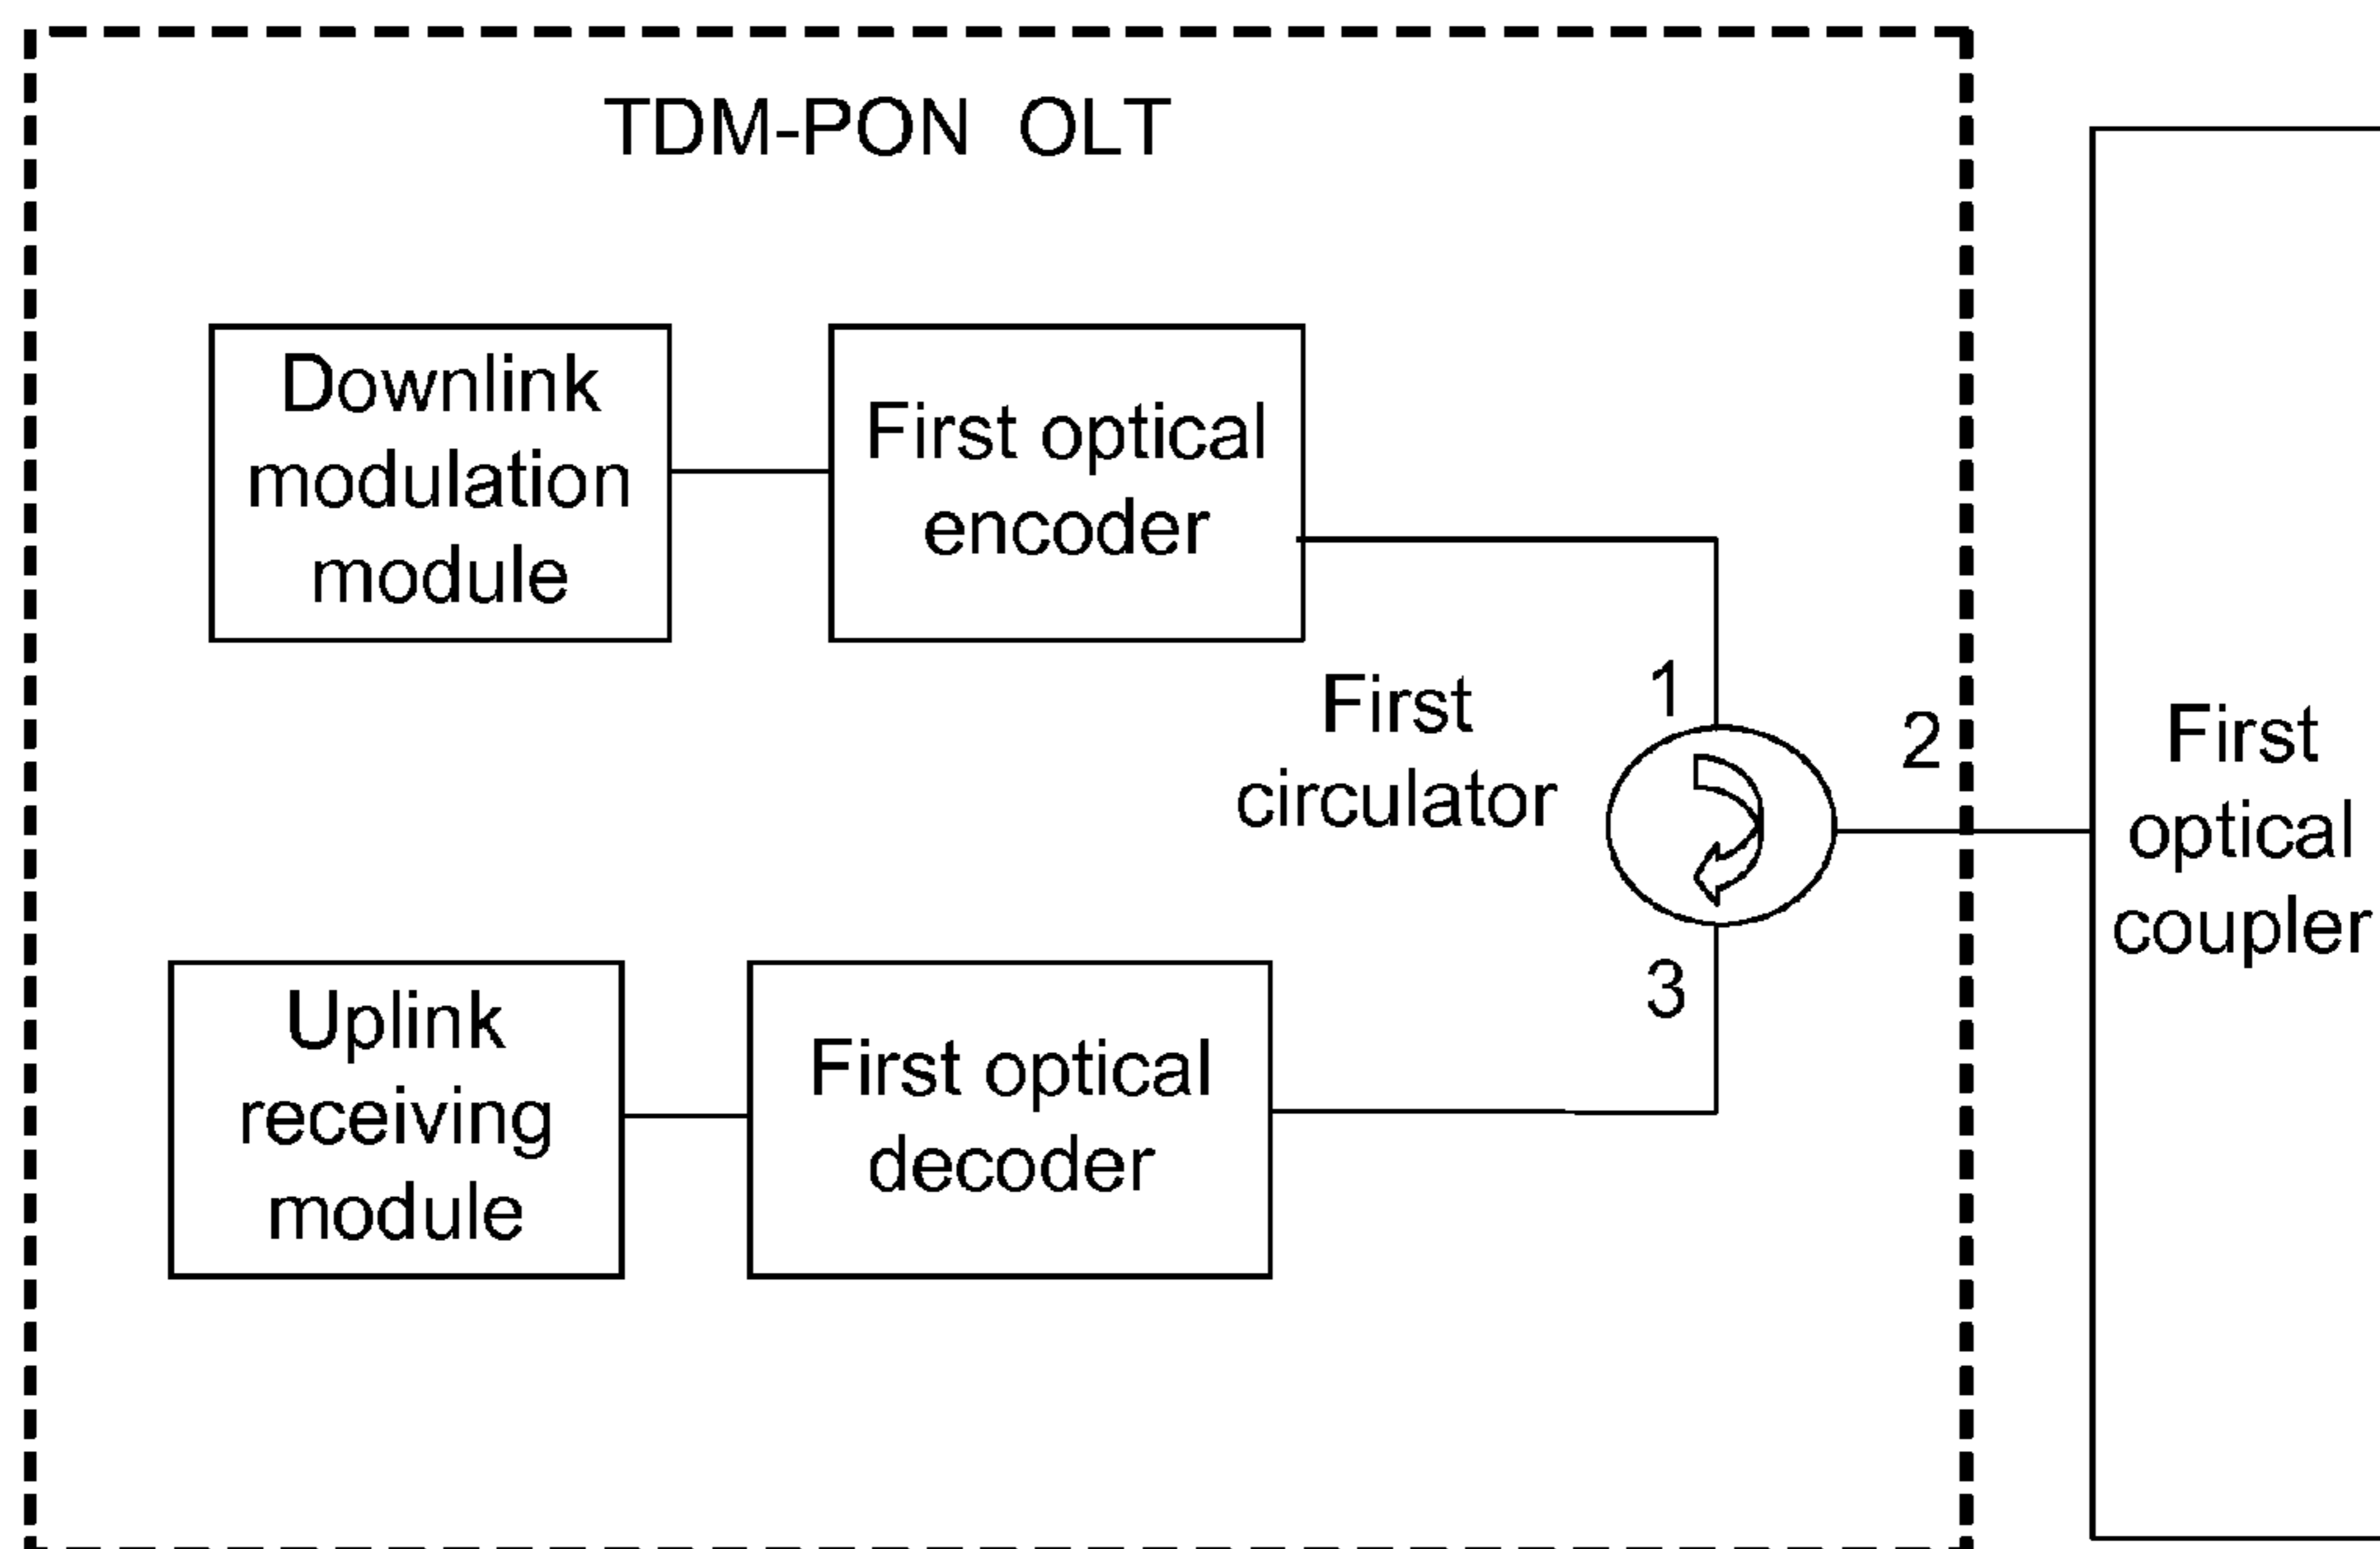 TDM-PON OLT
Downlink
modulation
module
First optical
encoder
First
circulator
1
2
3
First
optical
coupler
Uplink
receiving
module
First optical
decoder